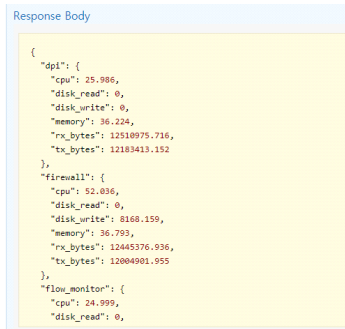 Response Body
{
"dpi": {
"cpu": 25.986,
"disk_read": 0,
"disk_write": 0,
"memory": 36.224,
"rx_bytes": 12510975.716,
"tx_bytes": 12183413.152
},
"firewall": {
"cpu": 52.036,
"disk_read": 0,
"disk_write": 8168.159,
"memory": 36.793,
"rx_bytes": 12445376.936,
"tx_bytes": 12004901.955
},
"flow_monitor": {
"cpu": 24.999,
"disk_read": 0,